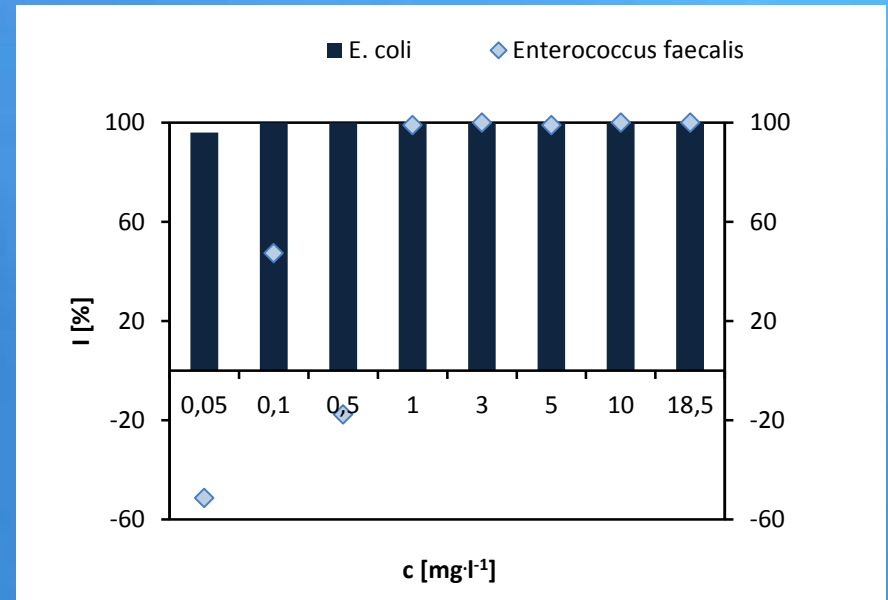 E. coli Enterococcus faecalis
100 100
60 60
20 20
I [%]
0,05 0,1 0,5 1 3 5 10 18,5
-20 -20
-60 -60
c [mg·l⁻¹]